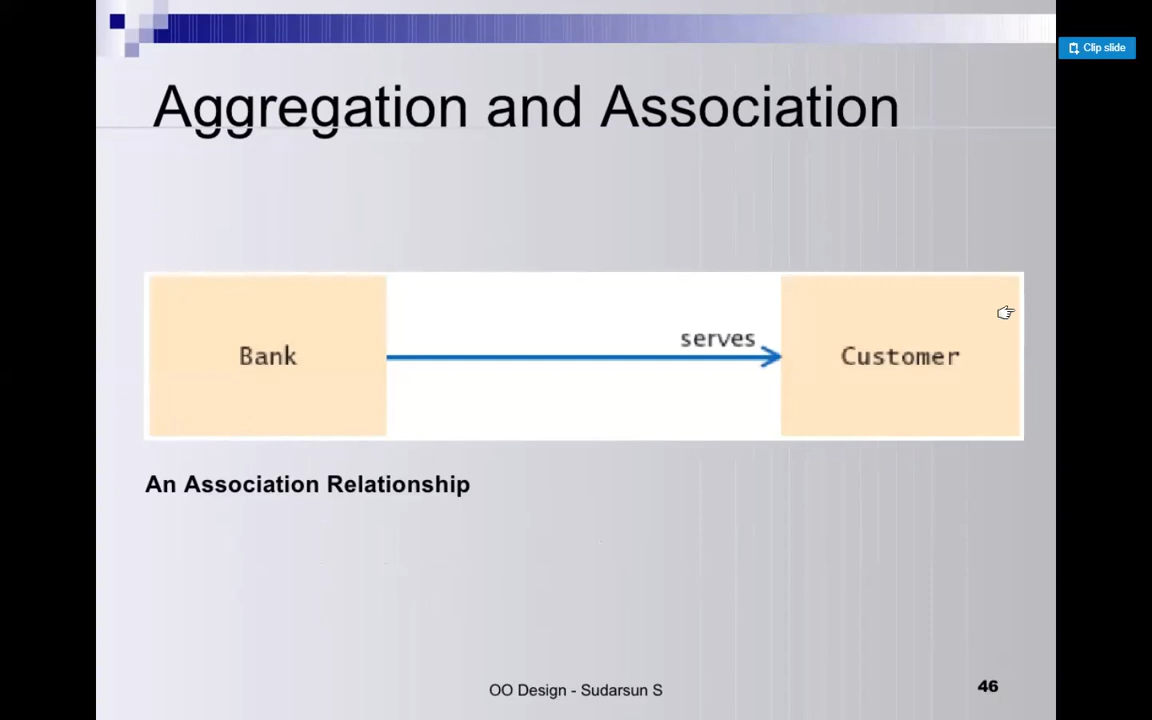 Clip slide
Aggregation and Association
serves
Bank
Customer
An Association Relationship
OO Design - Sudarsun S
46